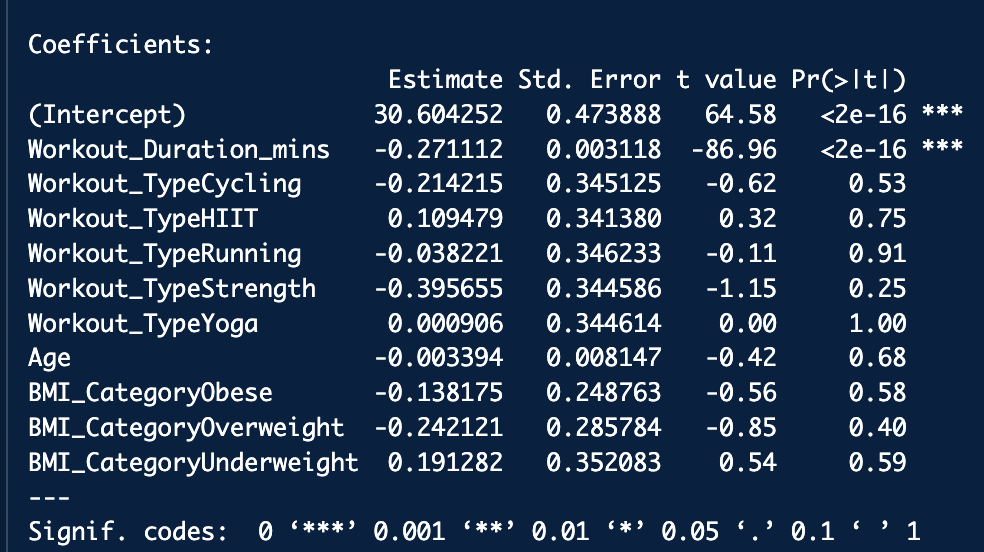 Coefficients:
                         Estimate Std. Error t value Pr(>|t|)
(Intercept)             30.604252   0.473888   64.58   <2e-16 ***
Workout_Duration_mins   -0.271112   0.003118  -86.96   <2e-16 ***
Workout_TypeCycling     -0.214215   0.345125   -0.62     0.53
Workout_TypeHIIT         0.109479   0.341380    0.32     0.75
Workout_TypeRunning     -0.038221   0.346233   -0.11     0.91
Workout_TypeStrength    -0.395655   0.344586   -1.15     0.25
Workout_TypeYoga         0.000906   0.344614    0.00     1.00
Age                     -0.003394   0.008147   -0.42     0.68
BMI_CategoryObese       -0.138175   0.248763   -0.56     0.58
BMI_CategoryOverweight  -0.242121   0.285784   -0.85     0.40
BMI_CategoryUnderweight  0.191282   0.352083    0.54     0.59
---
Signif. codes:  0 ‘***’ 0.001 ‘**’ 0.01 ‘*’ 0.05 ‘.’ 0.1 ‘ ’ 1